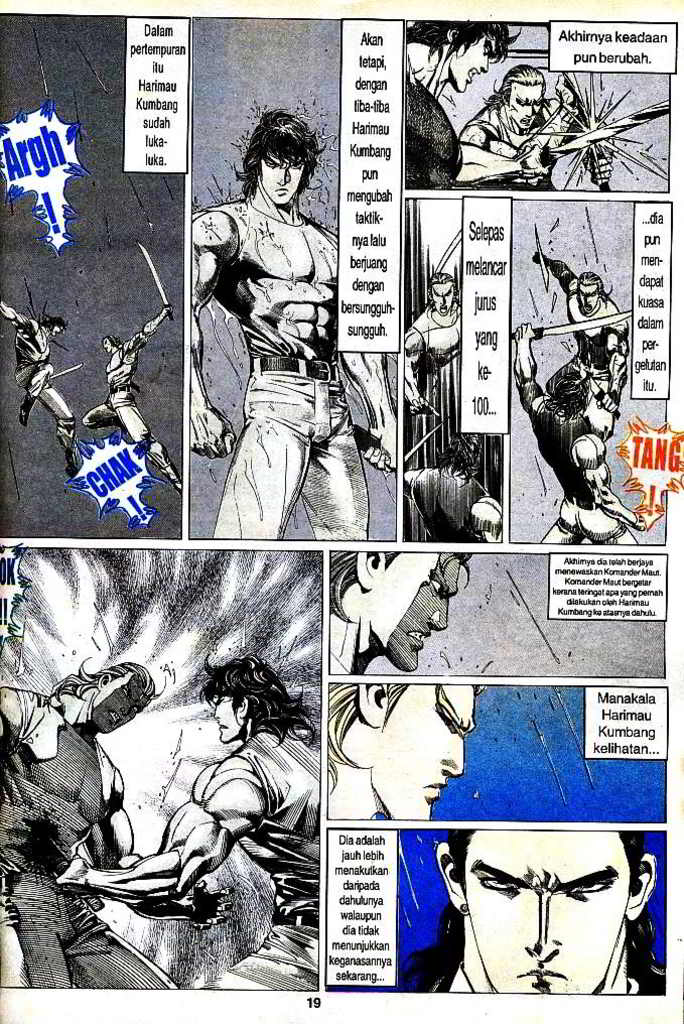 Dalam
pertempuran
itu
Harimau
Kumbang
sudah
luka-
luka.
Argh
!
CHAK
!
Akan
tetapi,
dengan
tiba-tiba
Harimau
Kumbang
pun
mengubah
taktik-
nya lalu
berjuang
dengan
bersungguh-
sungguh.
Akhirnya keadaan
pun berubah.
Selepas
melancar
jurus
yang
ke-
100...
...dia
pun
men-
dapat
kuasa
dalam
per-
gelutan
itu.
TANG
!
OK
!!
Akhirnya dia telah berjaya
menewaskan Komander Maut.
Komander Maut bergetar
kerana teringat apa yang pernah
dilakukan oleh Harimau
Kumbang ke atasnya dahulu.
Manakala
Harimau
Kumbang
kelihatan...
Dia adalah
jauh lebih
menakutkan
daripada
dahulunya
walaupun
dia tidak
menunjukkan
keganasannya
sekarang...
19